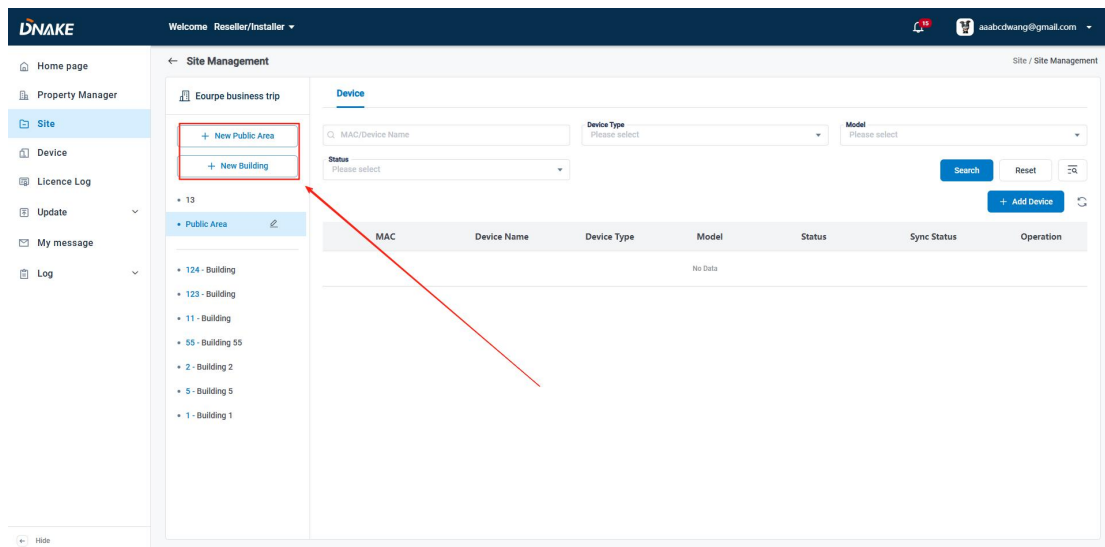 DNAKE
Welcome Reseller/Installer
15
aaabcdwang@gmail.com
Home page
Property Manager
Site
Device
Licence Log
Update
My message
Log
Hide
Site Management
Site / Site Management
Eourpe business trip
+ New Public Area
+ New Building
13
Public Area
124 - Building
123 - Building
11 - Building
55 - Building 55
2 - Building 2
5 - Building 5
1 - Building 1
Device
MAC/Device Name
Device Type
Please select
Model
Please select
Status
Please select
Search
Reset
+ Add Device
MAC Device Name Device Type Model Status Sync Status Operation
No Data